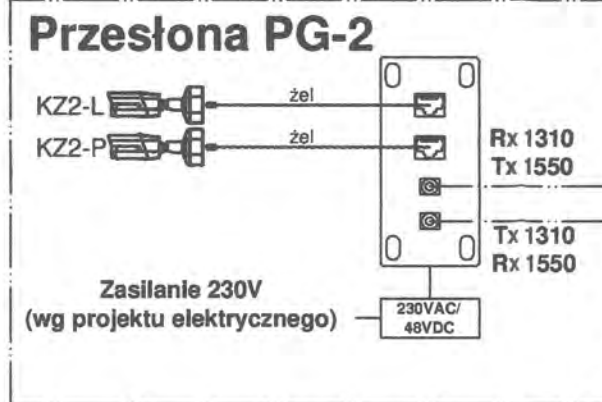 Przesłona PG-2
KZ2-L
żel
KZ2-P
żel
Rx 1310
Tx 1550
Tx 1310
Rx 1550
Zasilanie 230V
(wg projektu elektrycznego)
230VAC/
48VDC